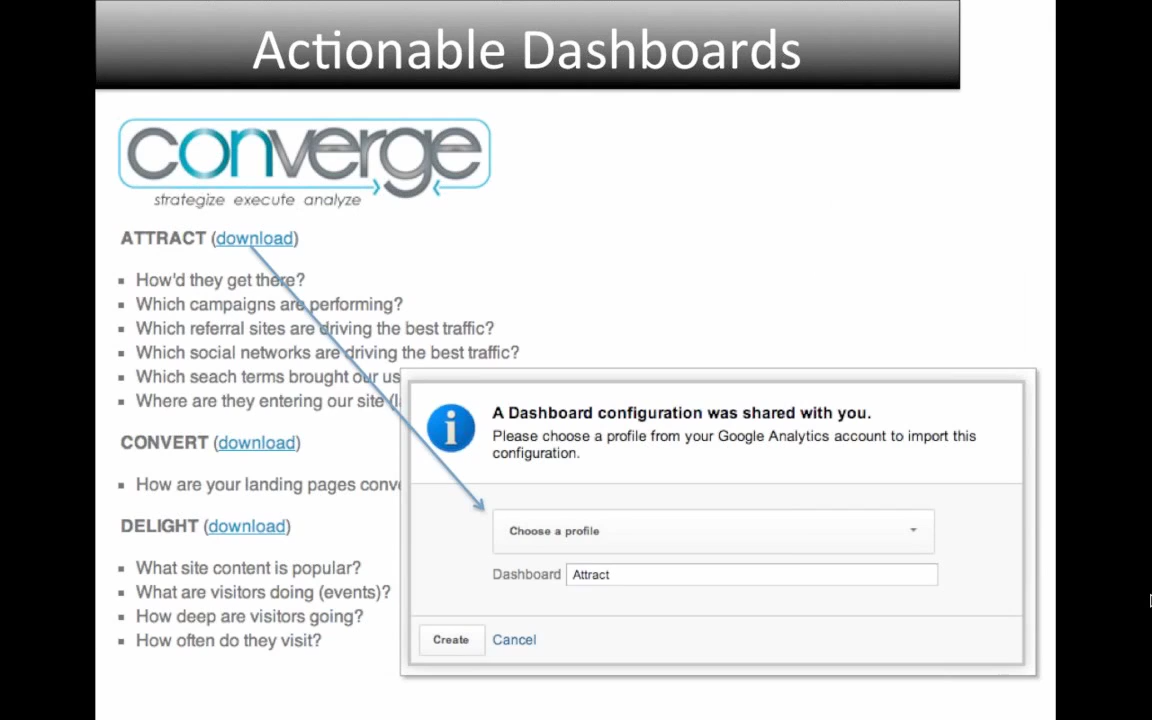 Actionable Dashboards
converge
strategize execute analyze
ATTRACT (download)
How'd they get there?
Which campaigns are performing?
Which referral sites are driving the best traffic?
Which social networks are driving the best traffic?
Which seach terms brought our us
Where are they entering our site
CONVERT (download)
How are your landing pages conve
DELIGHT (download)
What site content is popular?
What are visitors doing (events)?
How deep are visitors going?
How often do they visit?
A Dashboard configuration was shared with you.
Please choose a profile from your Google Analytics account to import this
configuration.
Choose a profile
Dashboard Attract
Create Cancel